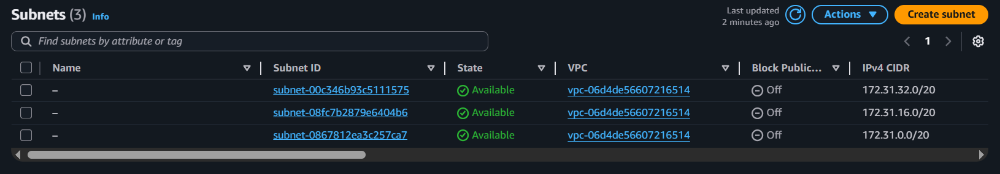 Subnets (3) Info
Last updated
2 minutes ago
Actions
Create subnet
Find subnets by attribute or tag
1
Name Subnet ID State VPC Block Public... IPv4 CIDR
– subnet-00c346b93c5111575 Available vpc-06d4de56607216514 Off 172.31.32.0/20
– subnet-08fc7b2879e6404b6 Available vpc-06d4de56607216514 Off 172.31.16.0/20
– subnet-0867812ea3c257ca7 Available vpc-06d4de56607216514 Off 172.31.0.0/20